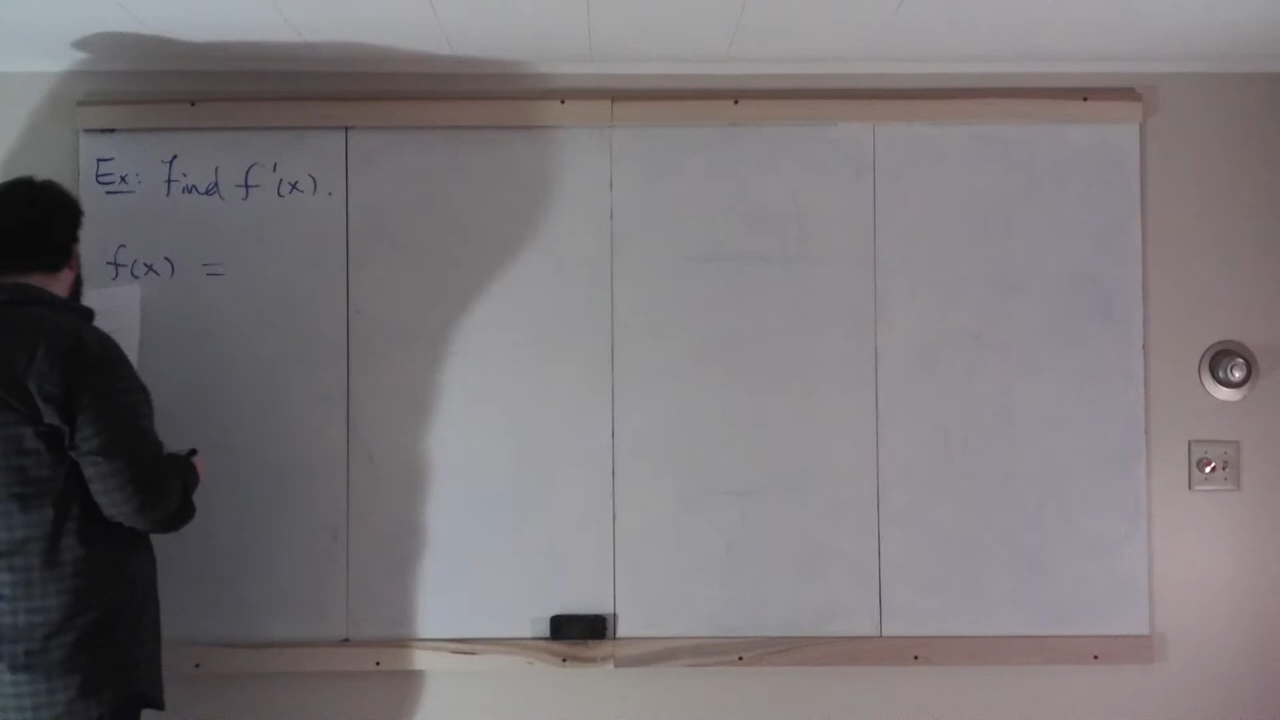 Ex: Find f'(x).
f(x) =